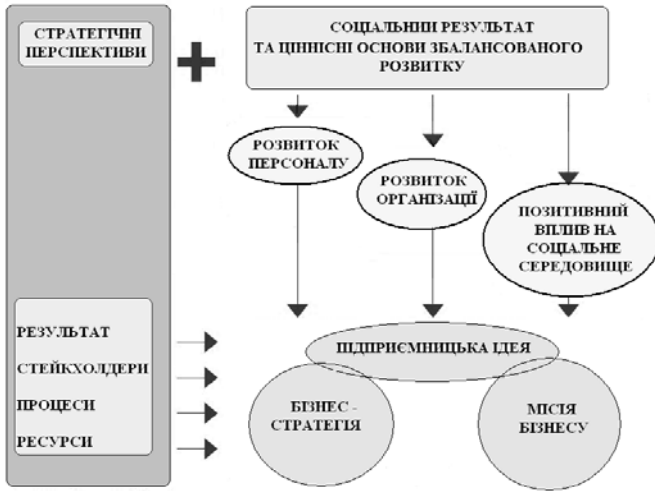 СТРАТЕГІЧНІ
ПЕРСПЕКТИВИ
СОЦІАЛЬНИЙ РЕЗУЛЬТАТ
ТА ЦІННІСНІ ОСНОВИ ЗБАЛАНСОВАНОГО
РОЗВИТКУ
РОЗВИТОК
ПЕРСОНАЛУ
РОЗВИТОК
ОРГАНІЗАЦІЇ
ПОЗИТИВНИЙ
ВПЛИВ НА
СОЦІАЛЬНЕ
СЕРЕДОВИЩЕ
РЕЗУЛЬТАТ
СТЕЙКХОЛДЕРИ
ПРОЦЕСИ
РЕСУРСИ
ПІДПРИЄМНИЦЬКА ІДЕЯ
БІЗНЕС -
СТРАТЕГІЯ
МІСІЯ
БІЗНЕСУ